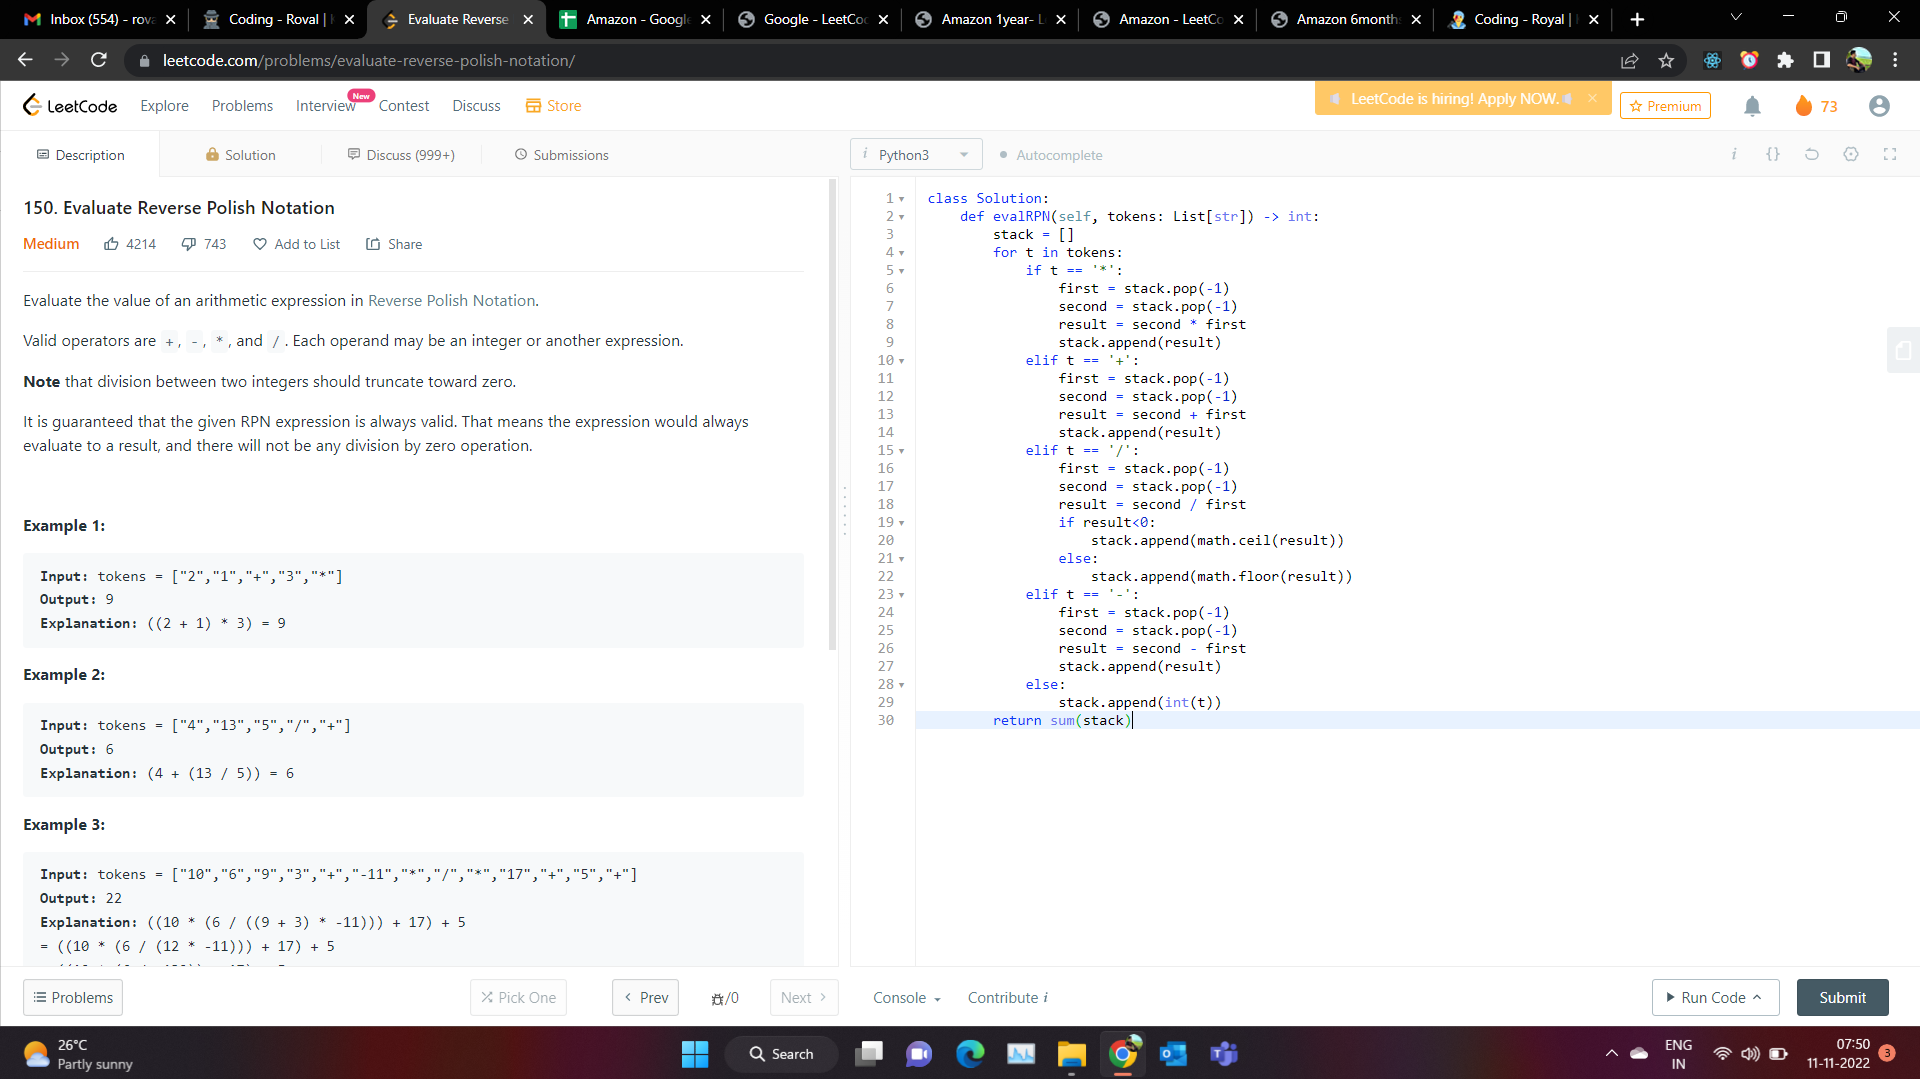 Inbox (554) - rova
Coding - Roval |
Evaluate Reverse
Amazon - Google
Google - LeetCo
Amazon 1year- L
Amazon - LeetCo
Amazon 6month
Coding - Royal |
leetcode.com/problems/evaluate-reverse-polish-notation/
LeetCode
Explore
Problems
Interview
New
Contest
Discuss
Store
LeetCode is hiring! Apply NOW.
Premium
73
Description
Solution
Discuss (999+)
Submissions
i Python3
Autocomplete
150. Evaluate Reverse Polish Notation
Medium 4214 743 Add to List Share
Evaluate the value of an arithmetic expression in Reverse Polish Notation.
Valid operators are +, -, *, and /. Each operand may be an integer or another expression.
Note that division between two integers should truncate toward zero.
It is guaranteed that the given RPN expression is always valid. That means the expression would always
evaluate to a result, and there will not be any division by zero operation.
Example 1:
Input: tokens = ["2","1","+","3","*"]
Output: 9
Explanation: ((2 + 1) * 3) = 9
Example 2:
Input: tokens = ["4","13","5","/","+"]
Output: 6
Explanation: (4 + (13 / 5)) = 6
Example 3:
Input: tokens = ["10","6","9","3","+","-11","*","/","*","17","+","5","+"]
Output: 22
Explanation: ((10 * (6 / ((9 + 3) * -11))) + 17) + 5
= ((10 * (6 / (12 * -11))) + 17) + 5
1 class Solution:
2 def evalRPN(self, tokens: List[str]) -> int:
3 stack = []
4 for t in tokens:
5 if t == '*':
6 first = stack.pop(-1)
7 second = stack.pop(-1)
8 result = second * first
9 stack.append(result)
10 elif t == '+':
11 first = stack.pop(-1)
12 second = stack.pop(-1)
13 result = second + first
14 stack.append(result)
15 elif t == '/':
16 first = stack.pop(-1)
17 second = stack.pop(-1)
18 result = second / first
19 if result<0:
20 stack.append(math.ceil(result))
21 else:
22 stack.append(math.floor(result))
23 elif t == '-':
24 first = stack.pop(-1)
25 second = stack.pop(-1)
26 result = second - first
27 stack.append(result)
28 else:
29 stack.append(int(t))
30 return sum(stack)
Problems
Pick One
Prev
/0
Next
Console
Contribute i
Run Code
Submit
26°C
Partly sunny
Search
ENG
IN
07:50
11-11-2022
3